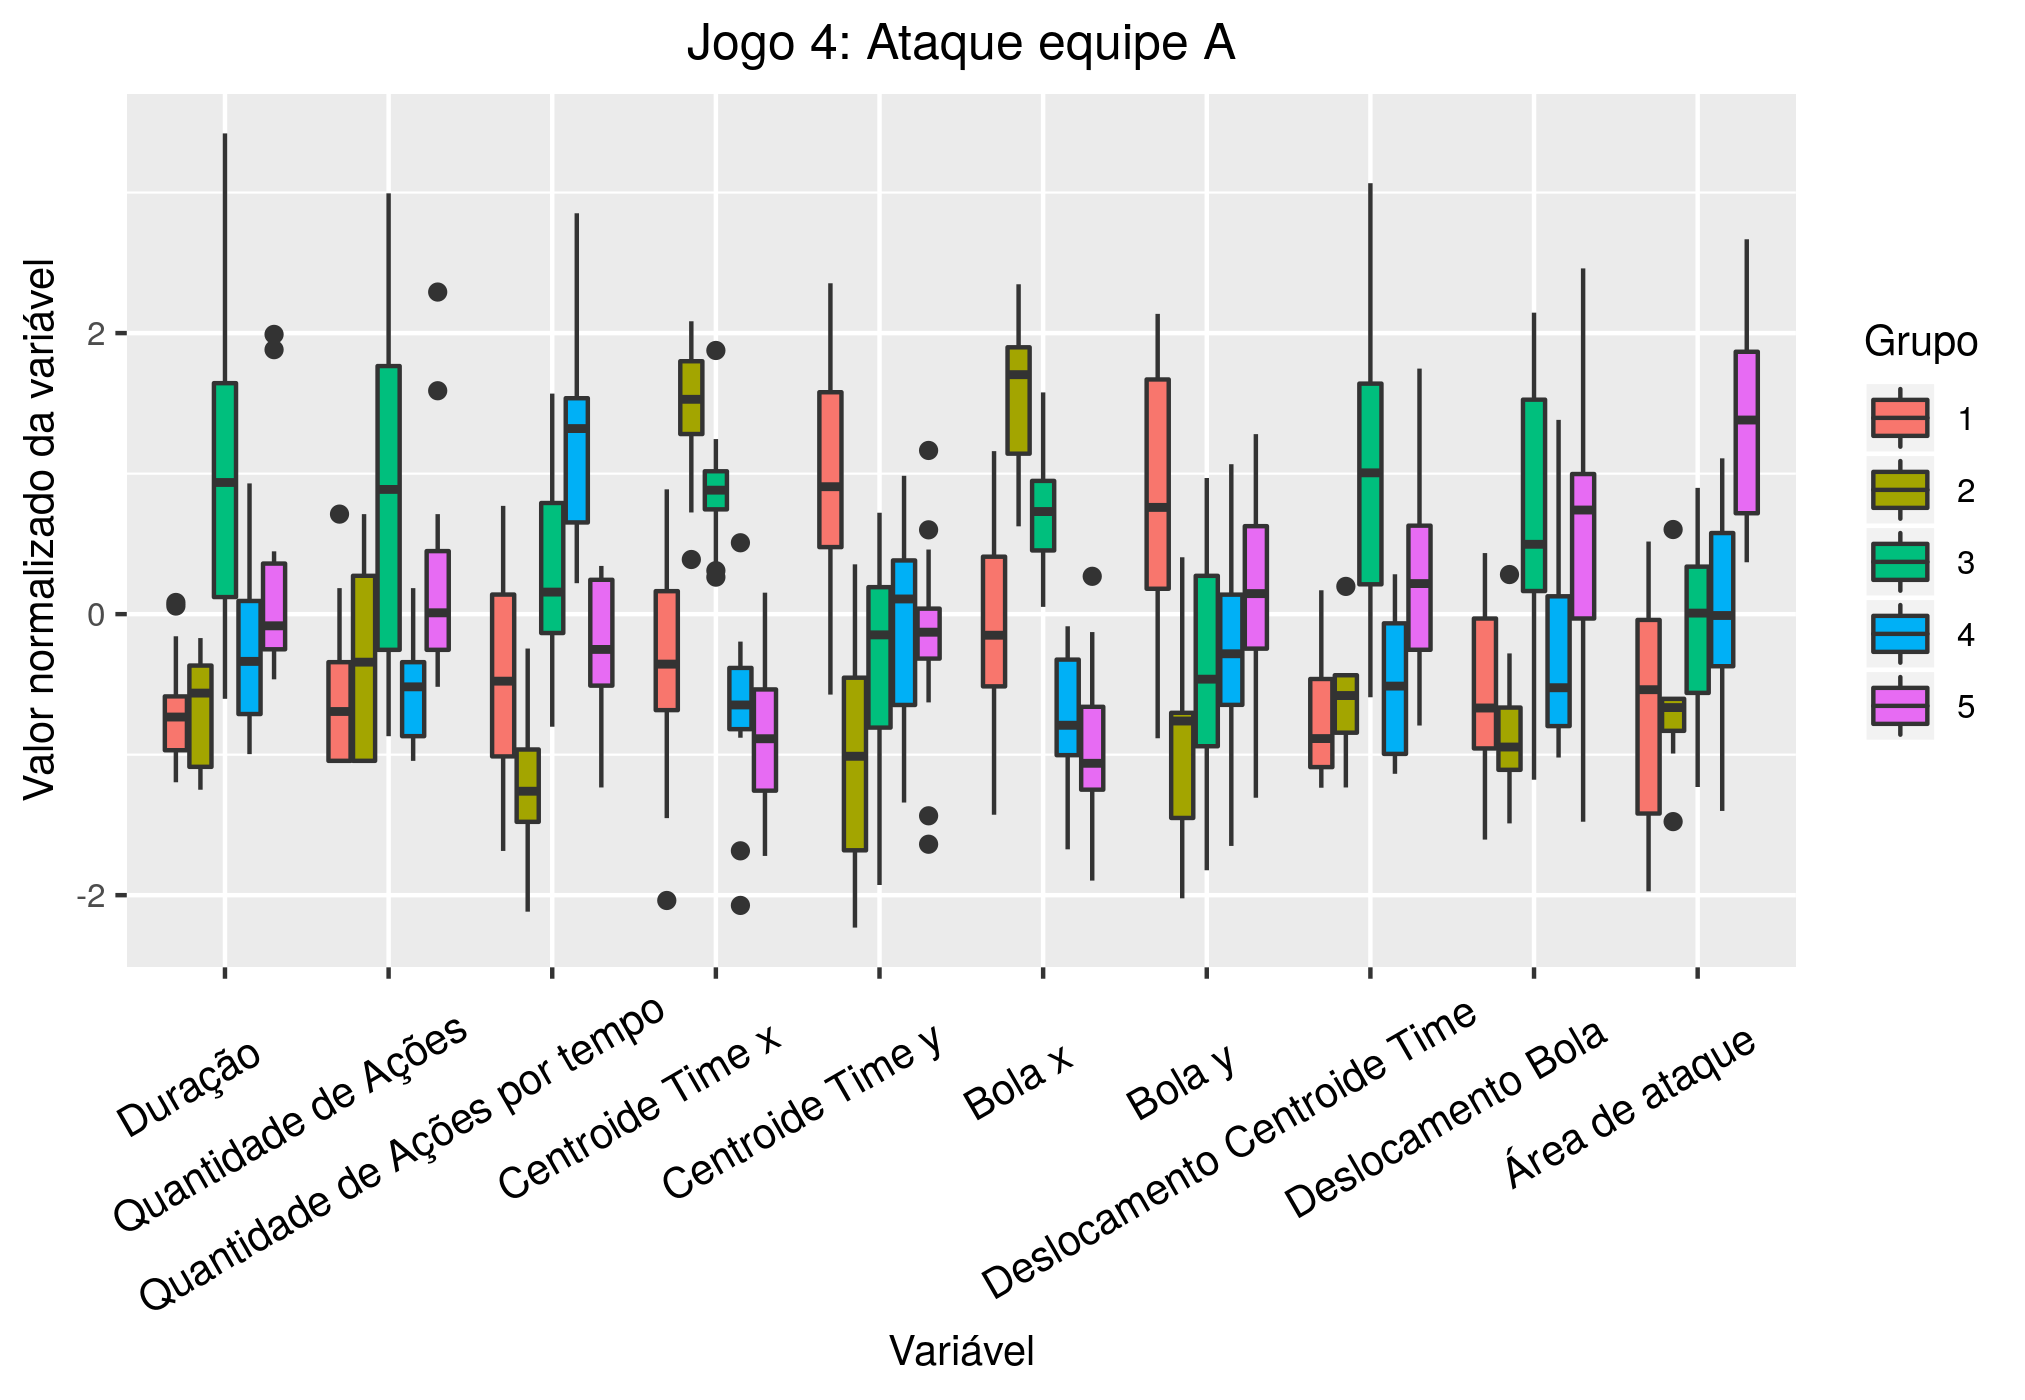 Jogo 4: Ataque equipe A
Valor normalizado da variável
2
0
-2
Duração
Quantidade de Ações
Quantidade de Ações por tempo
Centroide Time x
Centroide Time y
Bola x
Bola y
Deslocamento Centroide Time
Deslocamento Bola
Área de ataque
Variável
Grupo
1
2
3
4
5